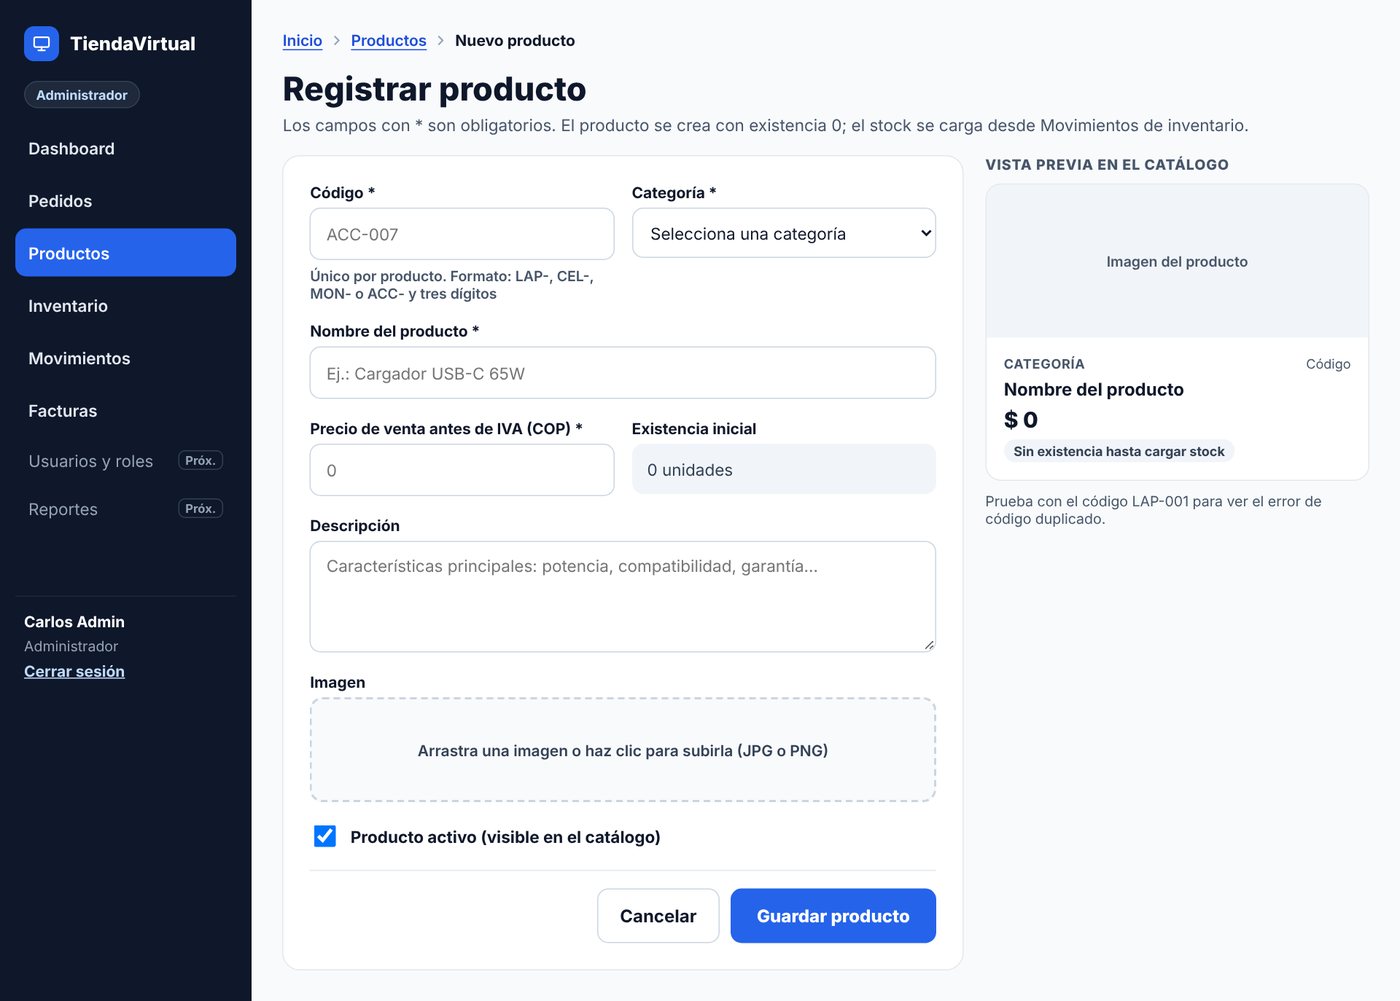 TiendaVirtual
Administrador
Dashboard
Pedidos
Productos
Inventario
Movimientos
Facturas
Usuarios y roles Próx.
Reportes Próx.
Carlos Admin
Administrador
Cerrar sesión
Inicio > Productos > Nuevo producto
Registrar producto
Los campos con * son obligatorios. El producto se crea con existencia 0; el stock se carga desde Movimientos de inventario.
Código *
ACC-007
Único por producto. Formato: LAP-, CEL-,
MON- o ACC- y tres dígitos
Categoría *
Selecciona una categoría
Nombre del producto *
Ej.: Cargador USB-C 65W
Precio de venta antes de IVA (COP) *
0
Existencia inicial
0 unidades
Descripción
Características principales: potencia, compatibilidad, garantía...
Imagen
Arrastra una imagen o haz clic para subirla (JPG o PNG)
Producto activo (visible en el catálogo)
Cancelar
Guardar producto
VISTA PREVIA EN EL CATÁLOGO
Imagen del producto
CATEGORÍA Código
Nombre del producto
$ 0
Sin existencia hasta cargar stock
Prueba con el código LAP-001 para ver el error de
código duplicado.